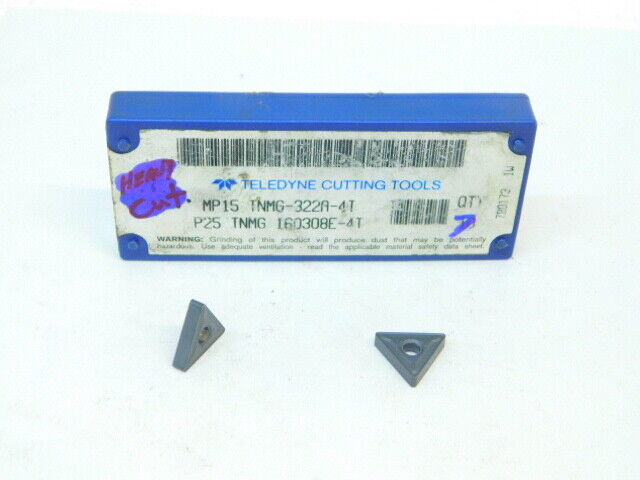 HEAVY
Cut.
TELEDYNE CUTTING TOOLS
MP15 TNMG-322A-4T
QTY
P25 TNMG 160308E-4T
780173 1W
WARNING: Grinding of this product will produce dust that may be potentially
hazardous. Use adequate ventilation - read the applicable material safety data sheet.